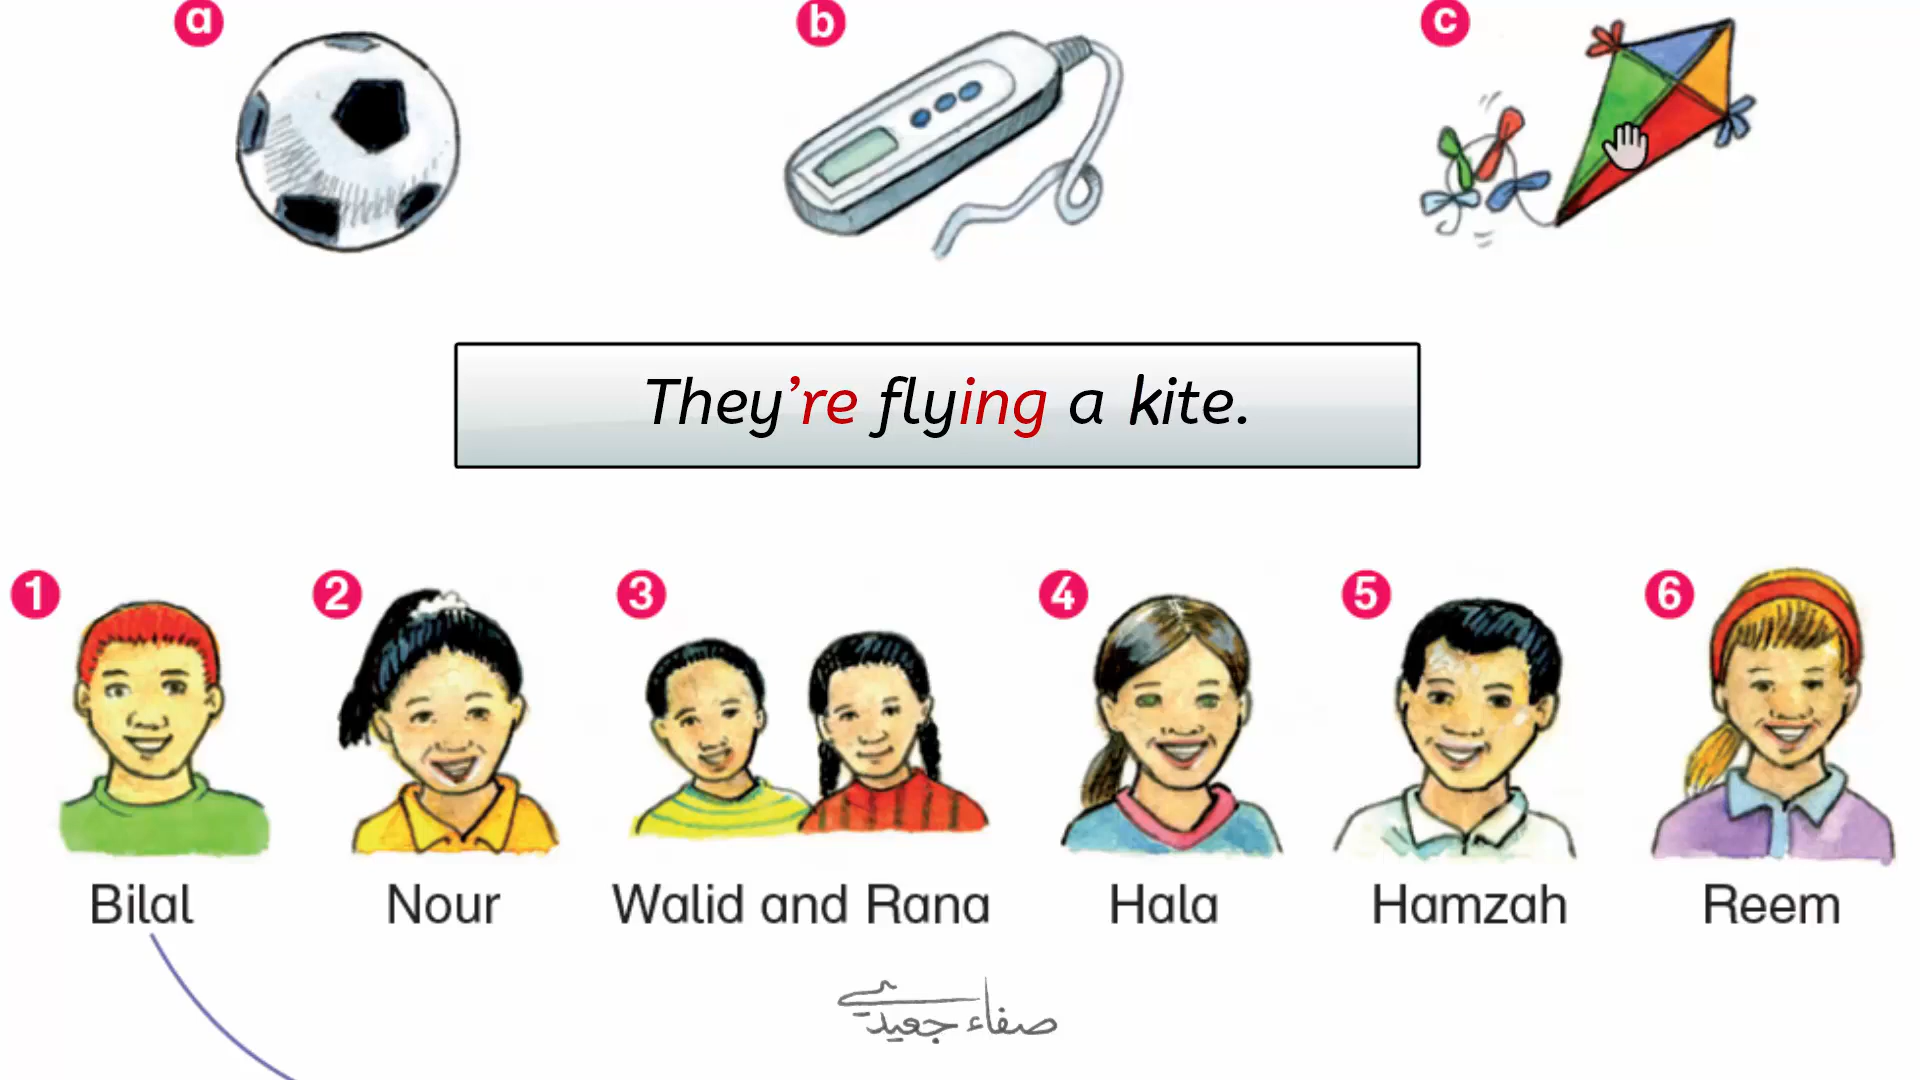 a
b
c
They're flying a kite.
1
2
3
4
5
6
Bilal
Nour
Walid and Rana
Hala
Hamzah
Reem
صفاء جعيدي